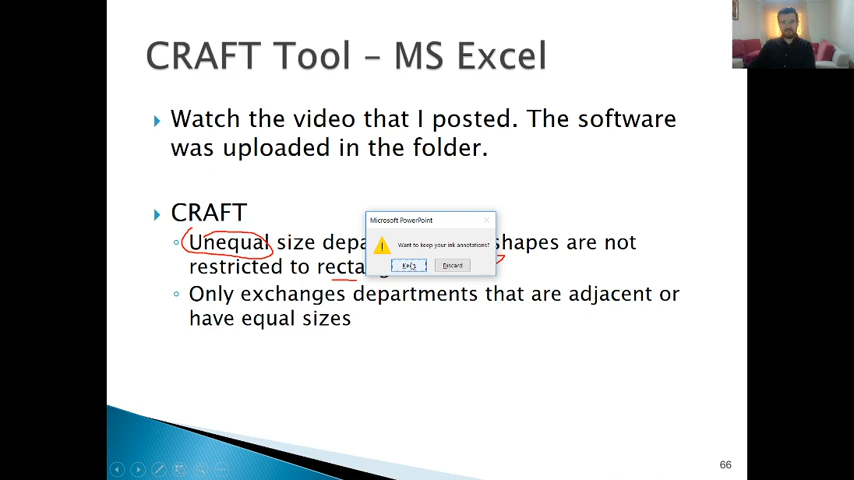 CRAFT Tool – MS Excel
Watch the video that I posted. The software
was uploaded in the folder.
CRAFT
Unequal size depa
shapes are not
restricted to recta
Only exchanges departments that are adjacent or
have equal sizes
Microsoft PowerPoint
Want to keep your ink annotations?
Keep
Discard
66